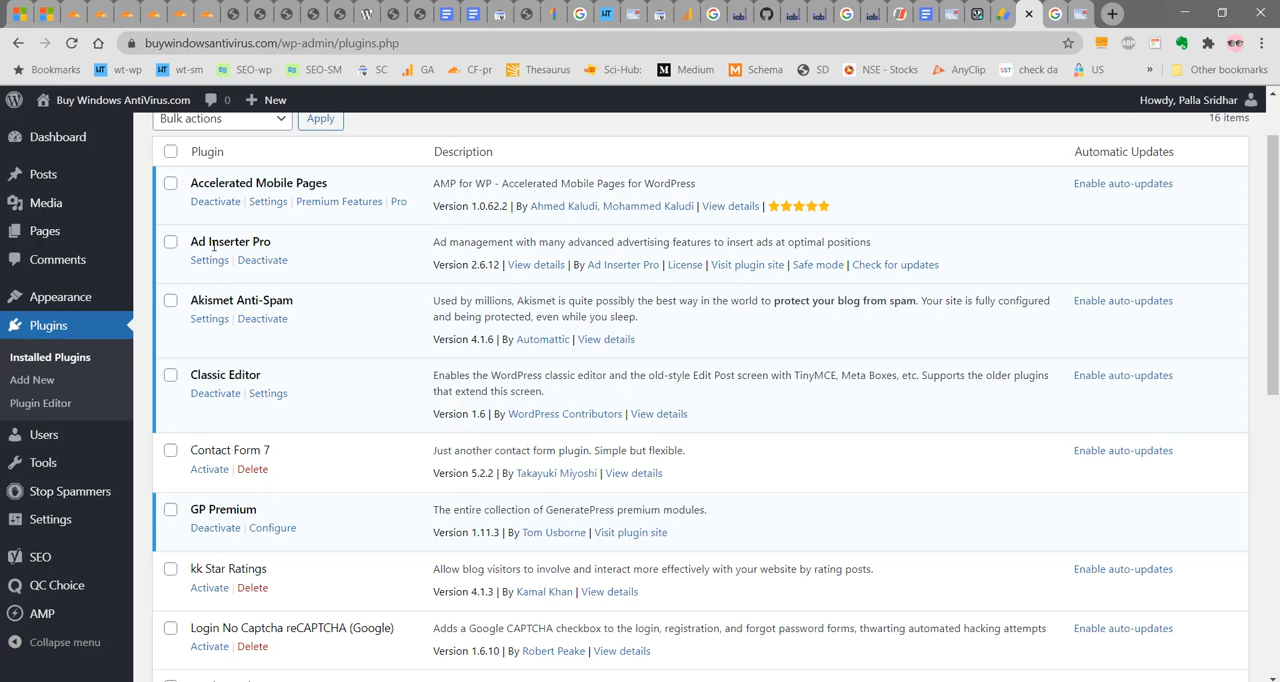 buywindowsantivirus.com/wp-admin/plugins.php
Bookmarks wt-wp wt-sm SEO-wp SEO-SM SC GA CF-pr Thesaurus Sci-Hub: Medium Schema SD NSE - Stocks AnyClip check da US » Other bookmarks
Buy Windows AntiVirus.com 0 New Howdy, Palla Sridhar
Dashboard
Posts
Media
Pages
Comments
Appearance
Plugins
Installed Plugins
Add New
Plugin Editor
Users
Tools
Stop Spammers
Settings
SEO
QC Choice
AMP
Collapse menu
Bulk actions Apply 16 items
Plugin Description Automatic Updates
Accelerated Mobile Pages AMP for WP - Accelerated Mobile Pages for WordPress Enable auto-updates
Deactivate | Settings | Premium Features | Pro Version 1.0.62.2 | By Ahmed Kaludi, Mohammed Kaludi | View details |
Ad Inserter Pro Ad management with many advanced advertising features to insert ads at optimal positions
Settings | Deactivate Version 2.6.12 | View details | By Ad Inserter Pro | License | Visit plugin site | Safe mode | Check for updates
Akismet Anti-Spam Used by millions, Akismet is quite possibly the best way in the world to protect your blog from spam. Your site is fully configured Enable auto-updates
Settings | Deactivate and being protected, even while you sleep.
Version 4.1.6 | By Automattic | View details
Classic Editor Enables the WordPress classic editor and the old-style Edit Post screen with TinyMCE, Meta Boxes, etc. Supports the older plugins Enable auto-updates
Deactivate | Settings that extend this screen.
Version 1.6 | By WordPress Contributors | View details
Contact Form 7 Just another contact form plugin. Simple but flexible. Enable auto-updates
Activate | Delete Version 5.2.2 | By Takayuki Miyoshi | View details
GP Premium The entire collection of GeneratePress premium modules.
Deactivate | Configure Version 1.11.3 | By Tom Usborne | Visit plugin site
kk Star Ratings Allow blog visitors to involve and interact more effectively with your website by rating posts. Enable auto-updates
Activate | Delete Version 4.1.3 | By Kamal Khan | View details
Login No Captcha reCAPTCHA (Google) Adds a Google CAPTCHA checkbox to the login, registration, and forgot password forms, thwarting automated hacking attempts Enable auto-updates
Activate | Delete Version 1.6.10 | By Robert Peake | View details